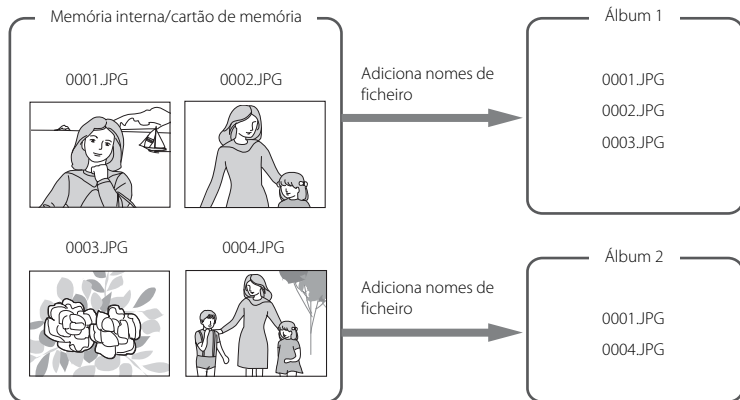 Memória interna/cartão de memória
0001.JPG
0002.JPG
0003.JPG
0004.JPG
Adiciona nomes de
ficheiro
Álbum 1
0001.JPG
0002.JPG
0003.JPG
Adiciona nomes de
ficheiro
Álbum 2
0001.JPG
0004.JPG